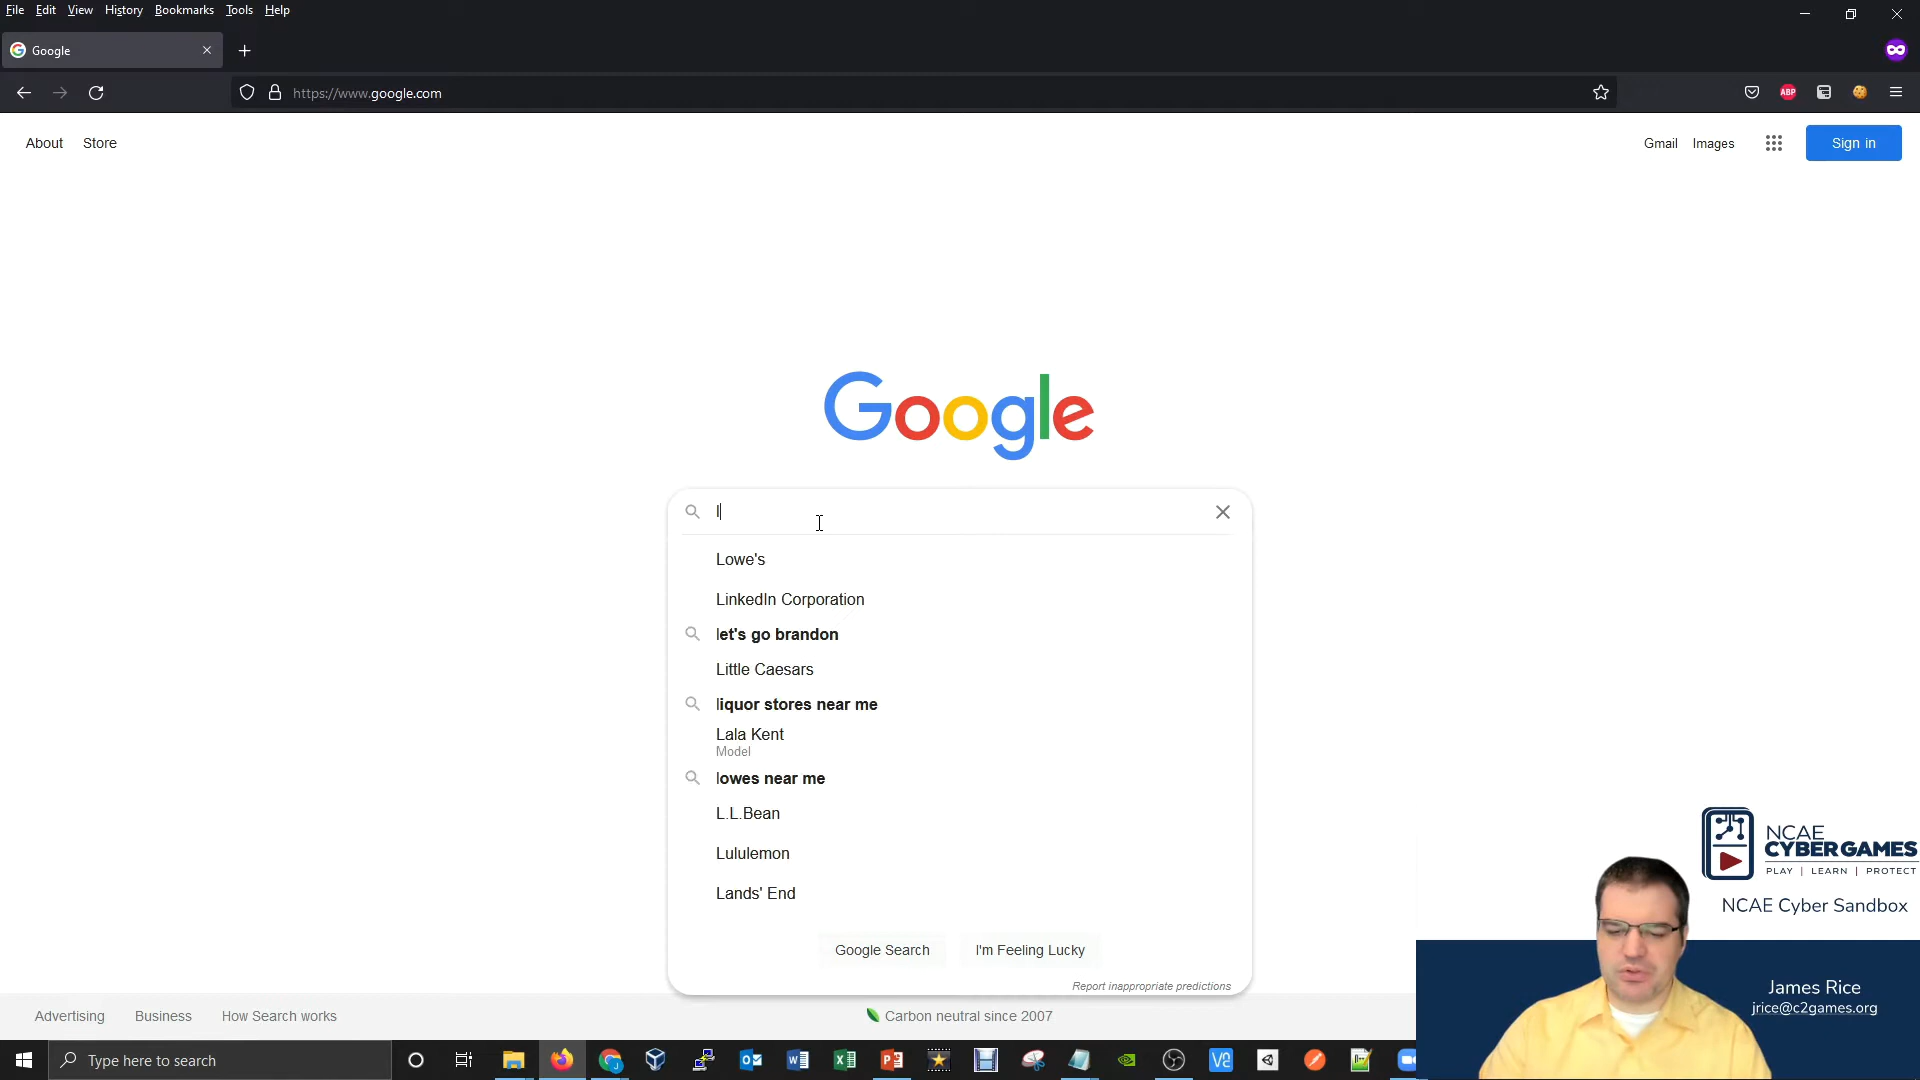 File Edit View History Bookmarks Tools Help
Google
https://www.google.com
ABP
About Store
Gmail Images
Sign in
Google
l
Lowe's
LinkedIn Corporation
let's go brandon
Little Caesars
liquor stores near me
Lala Kent
Model
lowes near me
L.L.Bean
Lululemon
Lands' End
Google Search I'm Feeling Lucky
Report inappropriate predictions
NCAE
CYBERGAMES
PLAY | LEARN | PROTECT
NCAE Cyber Sandbox
James Rice
jrice@c2games.org
Advertising Business How Search works
Carbon neutral since 2007
Type here to search